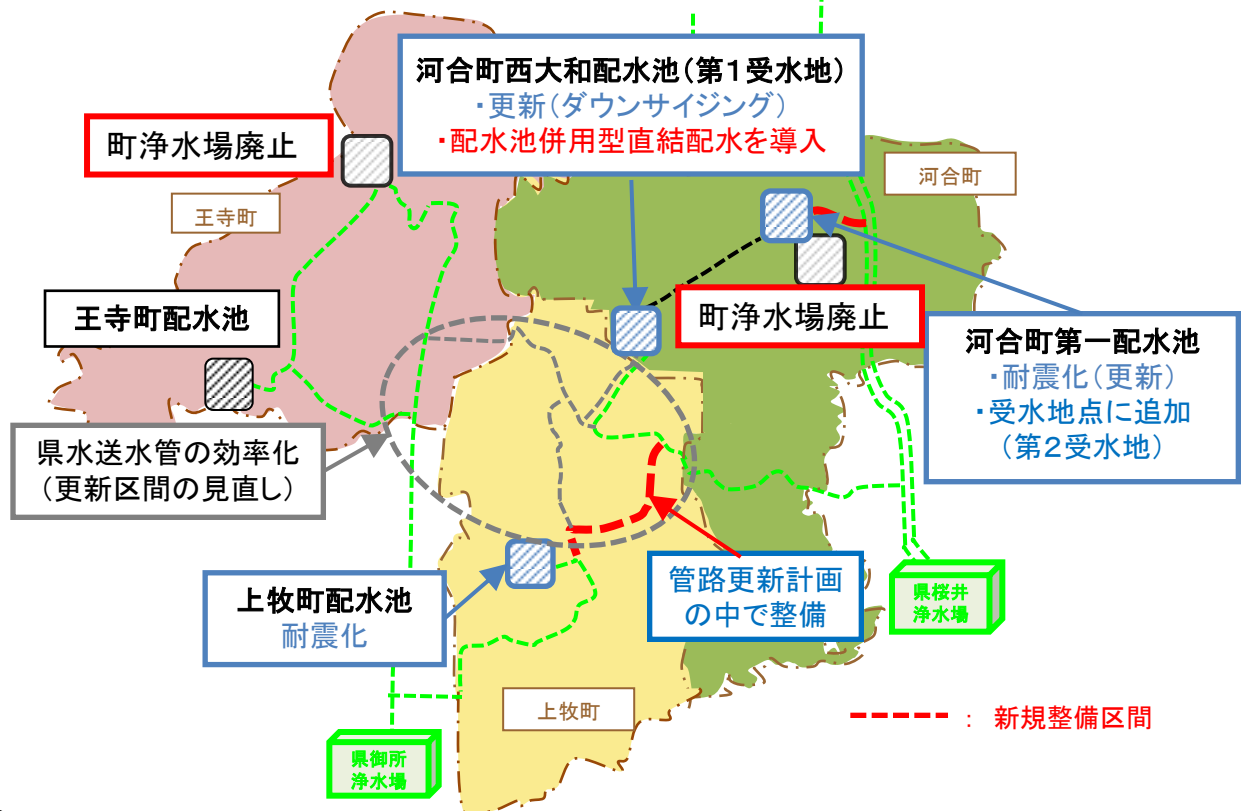 河合町西大和配水池(第1受水地)
・更新(ダウンサイジング)
・配水池併用型直結配水を導入
町浄水場廃止
河合町
王寺町
王寺町配水池
町浄水場廃止
河合町第一配水池
・耐震化(更新)
・受水地点に追加
(第2受水地)
県水送水管の効率化
(更新区間の見直し)
管路更新計画
の中で整備
上牧町配水池
耐震化
県桜井
浄水場
上牧町
: 新規整備区間
県御所
浄水場